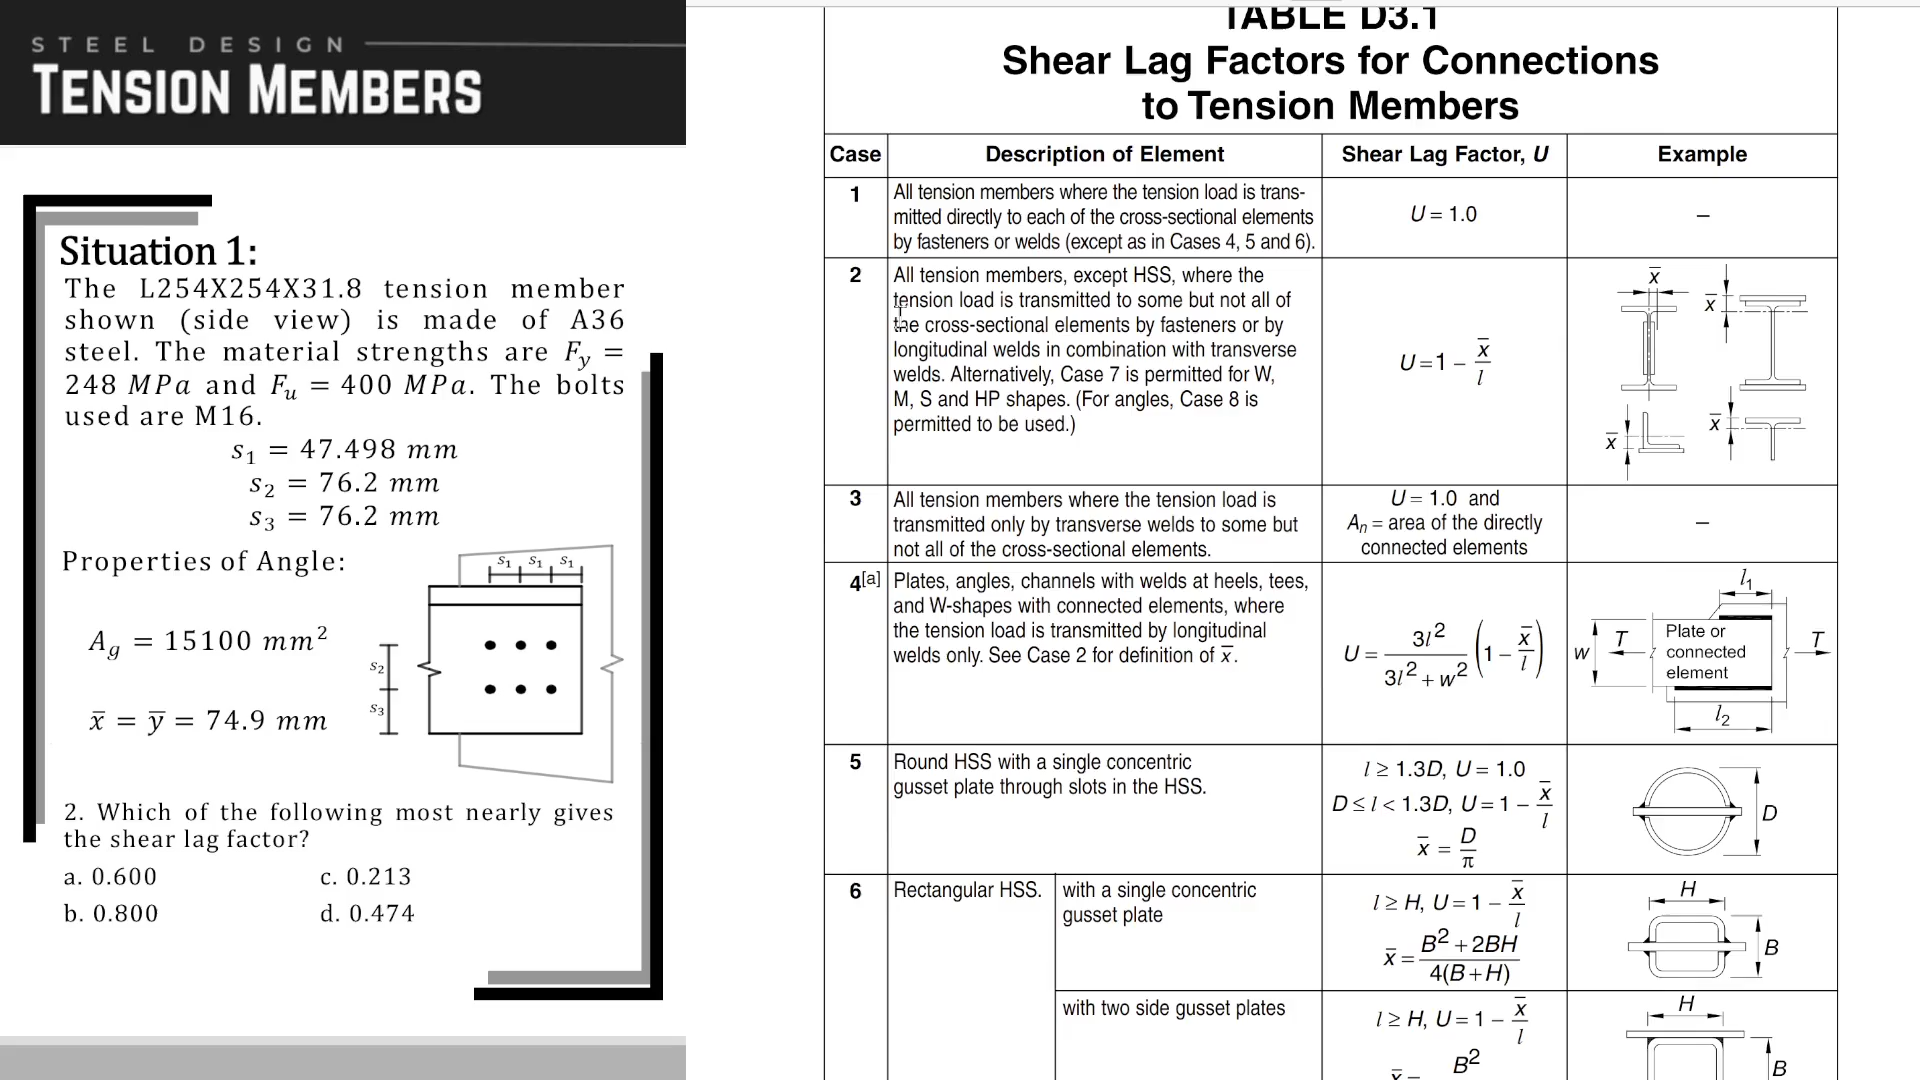 STEEL DESIGN
TENSION MEMBERS
Situation 1:
The L254X254X31.8 tension member
shown (side view) is made of A36
steel. The material strengths are Fy =
248 MPa and Fu = 400 MPa. The bolts
used are M16.
s1 = 47.498 mm
s2 = 76.2 mm
s3 = 76.2 mm
Properties of Angle:
s1 s1 s1
Ag = 15100 mm²
s2
s3
x̅ = y̅ = 74.9 mm
2. Which of the following most nearly gives
the shear lag factor?
a. 0.600 c. 0.213
b. 0.800 d. 0.474
TABLE D3.1
Shear Lag Factors for Connections
to Tension Members
Case Description of Element Shear Lag Factor, U Example
1 All tension members where the tension load is trans-
mitted directly to each of the cross-sectional elements
by fasteners or welds (except as in Cases 4, 5 and 6).
U = 1.0
–
2 All tension members, except HSS, where the
tension load is transmitted to some but not all of
the cross-sectional elements by fasteners or by
longitudinal welds in combination with transverse
welds. Alternatively, Case 7 is permitted for W,
M, S and HP shapes. (For angles, Case 8 is
permitted to be used.)
U = 1 – x̅/l
x̅
x̅
x̅
x̅
3 All tension members where the tension load is
transmitted only by transverse welds to some but
not all of the cross-sectional elements.
U = 1.0 and
An = area of the directly
connected elements
–
4[a] Plates, angles, channels with welds at heels, tees,
and W-shapes with connected elements, where
the tension load is transmitted by longitudinal
welds only. See Case 2 for definition of x̅.
U = 3l²/(3l² + w²) (1 – x̅/l)
l1
w T Plate or T
connected
element
l2
5 Round HSS with a single concentric
gusset plate through slots in the HSS.
l ≥ 1.3D, U = 1.0
D ≤ l < 1.3D, U = 1 – x̅/l
x̅ = D/π
D
6 Rectangular HSS. with a single concentric
gusset plate
l ≥ H, U = 1 – x̅/l
x̅ = B² + 2BH/4(B + H)
H
B
with two side gusset plates
l ≥ H, U = 1 – x̅/l
x̅ = B²
H
B